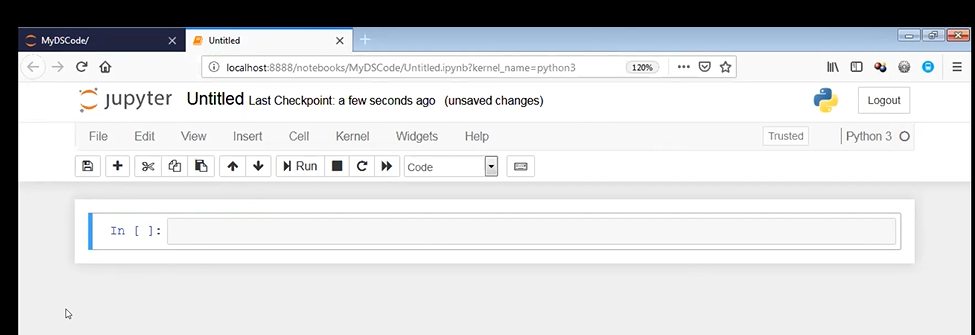 MyDSCode/ Untitled
localhost:8888/notebooks/MyDSCode/Untitled.ipynb?kernel_name=python3 120%
jupyter Untitled Last Checkpoint: a few seconds ago (unsaved changes) Logout
File Edit View Insert Cell Kernel Widgets Help Trusted Python 3
Run Code
In [ ]: